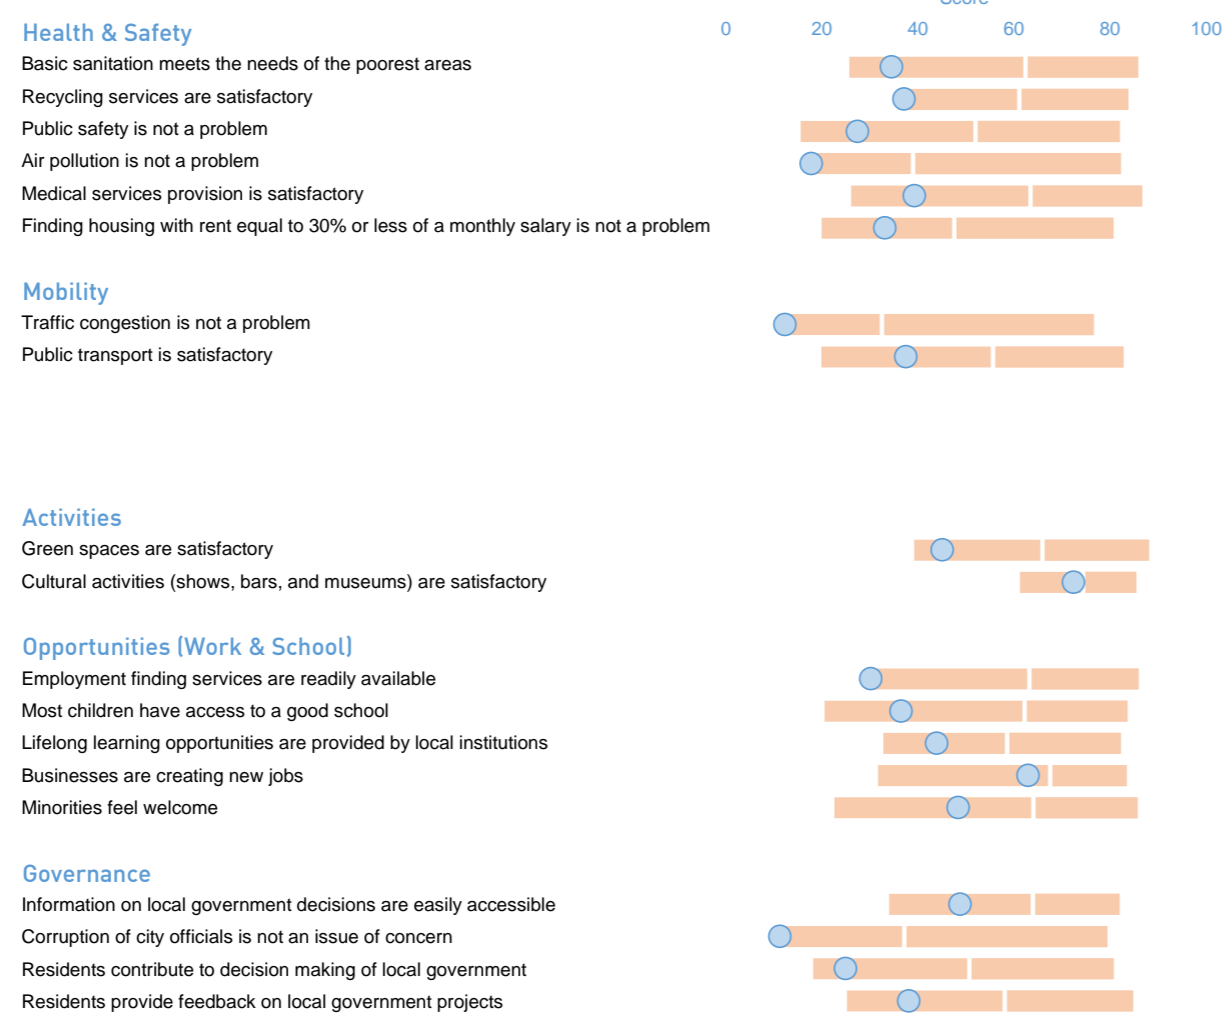 Score
Health & Safety
0 20 40 60 80 100
Basic sanitation meets the needs of the poorest areas
Recycling services are satisfactory
Public safety is not a problem
Air pollution is not a problem
Medical services provision is satisfactory
Finding housing with rent equal to 30% or less of a monthly salary is not a problem
Mobility
Traffic congestion is not a problem
Public transport is satisfactory
Activities
Green spaces are satisfactory
Cultural activities (shows, bars, and museums) are satisfactory
Opportunities (Work & School)
Employment finding services are readily available
Most children have access to a good school
Lifelong learning opportunities are provided by local institutions
Businesses are creating new jobs
Minorities feel welcome
Governance
Information on local government decisions are easily accessible
Corruption of city officials is not an issue of concern
Residents contribute to decision making of local government
Residents provide feedback on local government projects